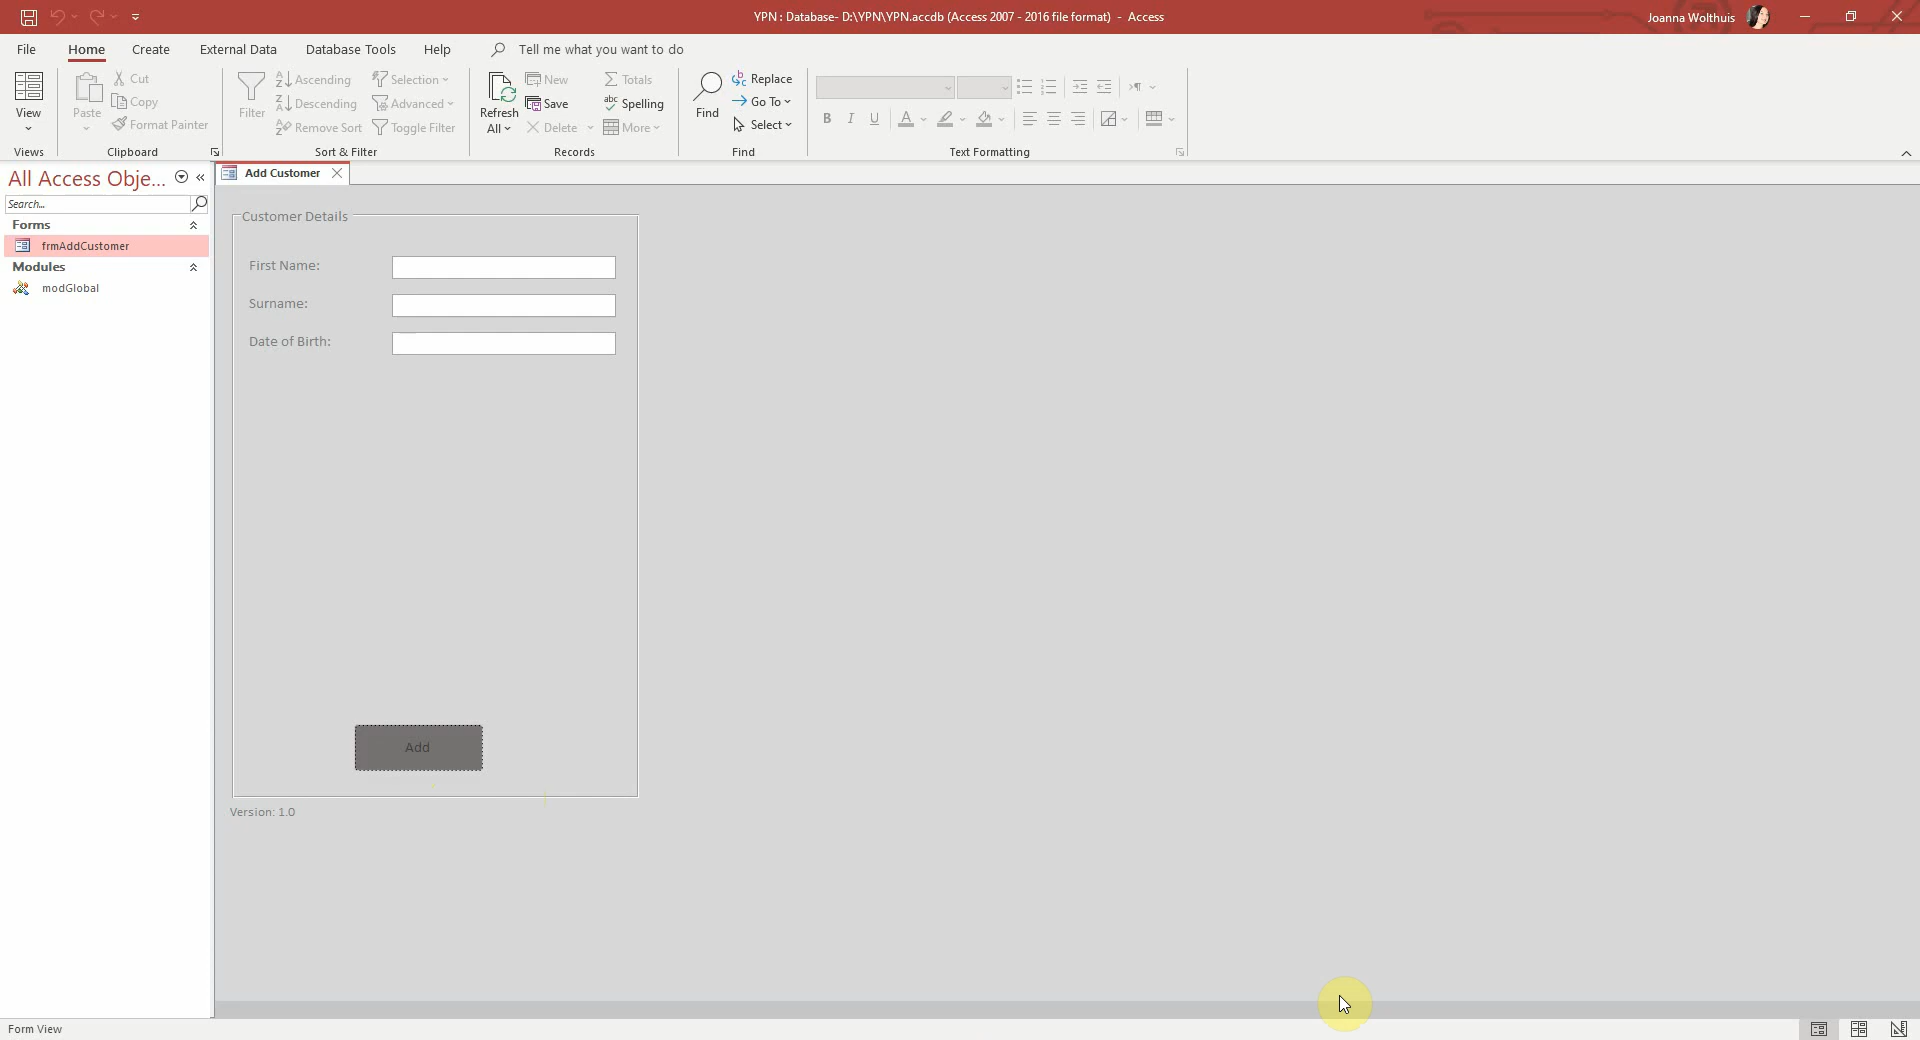 YPN : Database- D:\YPN\YPN.accdb (Access 2007 - 2016 file format) - Access
Joanna Wolthuis
File Home Create External Data Database Tools Help Tell me what you want to do
View
Views
Paste
Cut
Copy
Format Painter
Clipboard
Filter
Ascending
Descending
Remove Sort
Selection
Advanced
Toggle Filter
Sort & Filter
Refresh
All
New
Save
Delete
Totals
Spelling
More
Records
Find
Replace
Go To
Select
Find
B I U A
Text Formatting
All Access Obje...
Search...
Forms
frmAddCustomer
Modules
modGlobal
Add Customer
Customer Details
First Name:
Surname:
Date of Birth:
Add
Version: 1.0
Form View